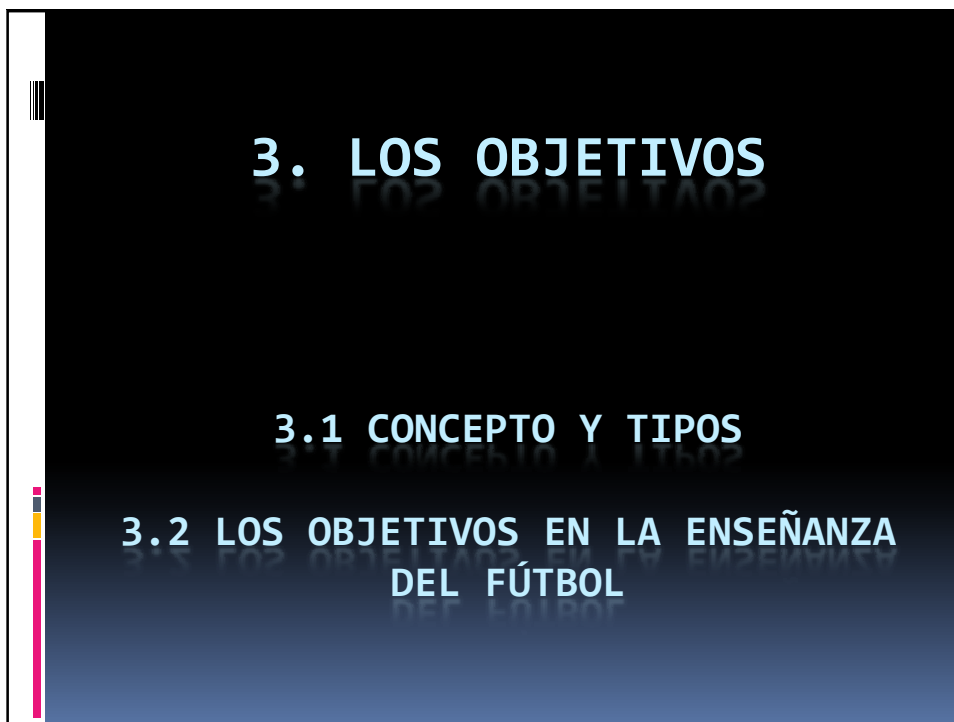 3. LOS OBJETIVOS
3.1 CONCEPTO Y TIPOS
3.2 LOS OBJETIVOS EN LA ENSEÑANZA
DEL FÚTBOL